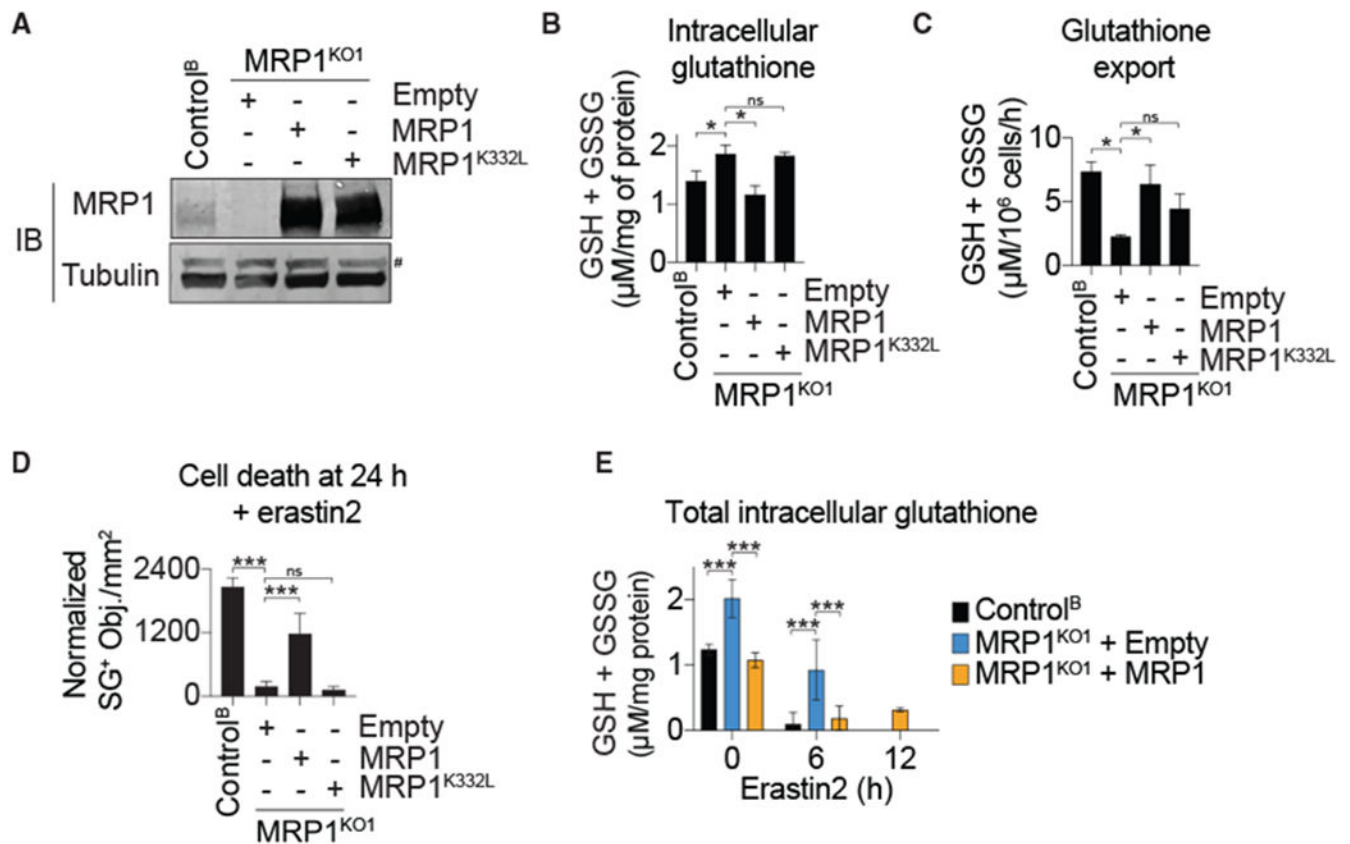 A
Control^B
MRP1^KO1
+ - - Empty
- + - MRP1
- - + MRP1^K332L
IB
MRP1
Tubulin
#
B
Intracellular
glutathione
GSH + GSSG
(µM/mg of protein)
2
1
0
* * ns
Control^B
+ - - Empty
- + - MRP1
- - + MRP1^K332L
MRP1^KO1
C
Glutathione
export
GSH + GSSG
(µM/10^6 cells/h)
10
5
0
* * ns
Control^B
+ - - Empty
- + - MRP1
- - + MRP1^K332L
MRP1^KO1
D
Cell death at 24 h
+ erastin2
Normalized
SG^+ Obj./mm^2
2400
1200
0
*** *** ns
Control^B
+ - - Empty
- + - MRP1
- - + MRP1^K332L
MRP1^KO1
E
Total intracellular glutathione
GSH + GSSG
(µM/mg protein)
2
1
0
*** ***
*** ***
0 6 12
Erastin2 (h)
Control^B
MRP1^KO1 + Empty
MRP1^KO1 + MRP1